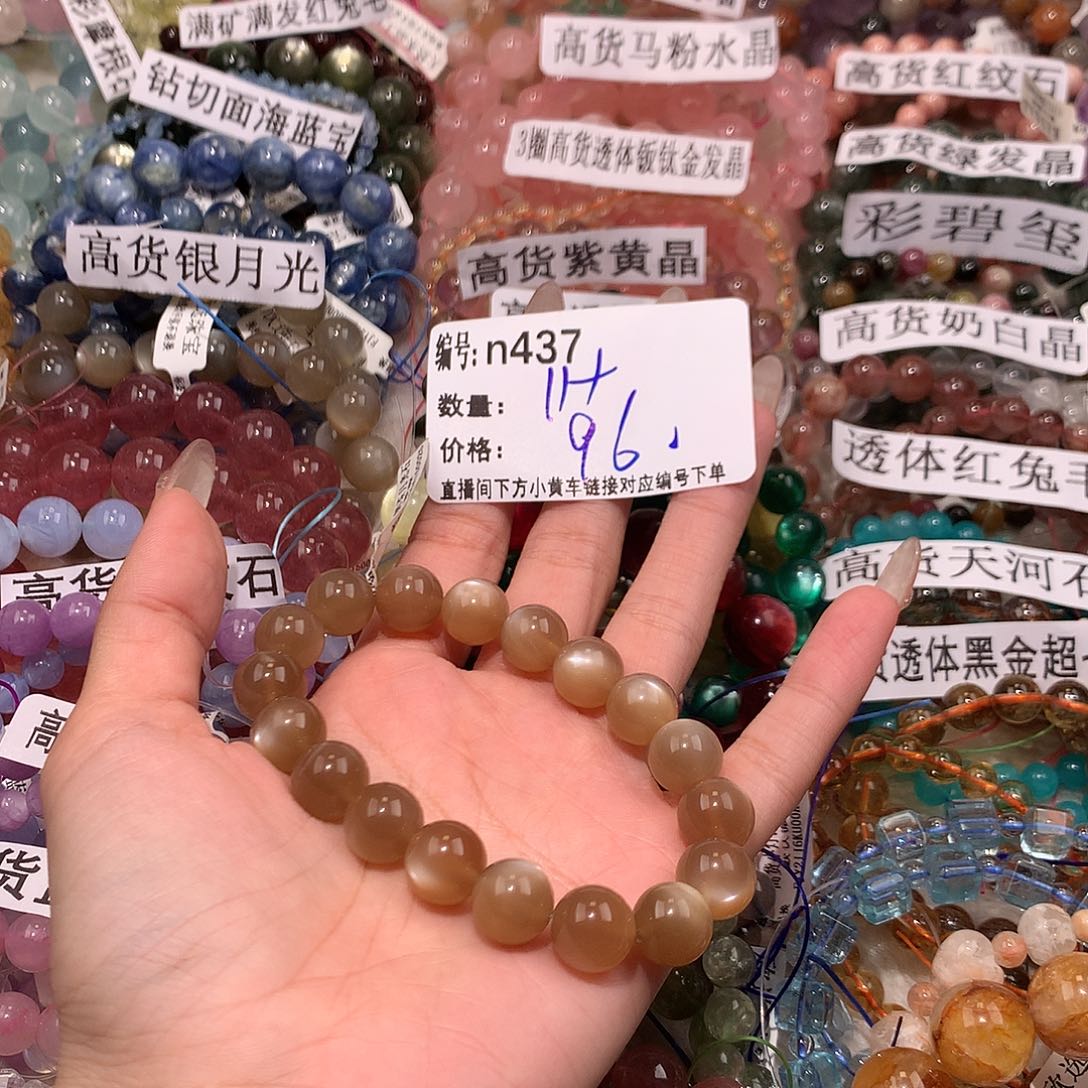 满矿满发红兔毛
高货马粉水晶
高货红纹石
钻切面海蓝宝
3圈高货透体钣钛金发晶
高货绿发晶
彩碧玺
高货银月光
高货紫黄晶
高货奶白晶
编号: n437
数量: 11+
价格: 96.
直播间下方小黄车链接对应编号下单
透体红兔毛
高货天河石
透体黑金超